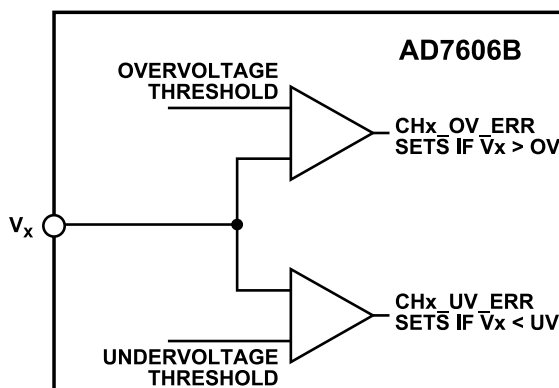 AD7606B
OVERVOLTAGE
THRESHOLD
CHx_OV_ERR
SETS IF Vx > OV
Vx
CHx_UV_ERR
SETS IF Vx < UV
UNDERVOLTAGE
THRESHOLD